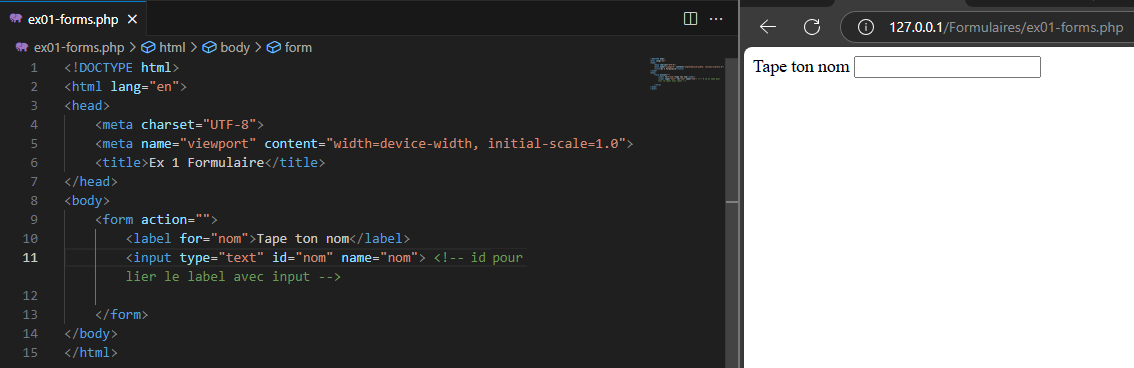 ex01-forms.php
ex01-forms.php > html > body > form
1 <!DOCTYPE html>
2 <html lang="en">
3 <head>
4 <meta charset="UTF-8">
5 <meta name="viewport" content="width=device-width, initial-scale=1.0">
6 <title>Ex 1 Formulaire</title>
7 </head>
8 <body>
9 <form action="">
10 <label for="nom">Tape ton nom</label>
11 <input type="text" id="nom" name="nom"> <!-- id pour
lier le label avec input -->
12
13 </form>
14 </body>
15 </html>
127.0.0.1/Formulaires/ex01-forms.php
Tape ton nom